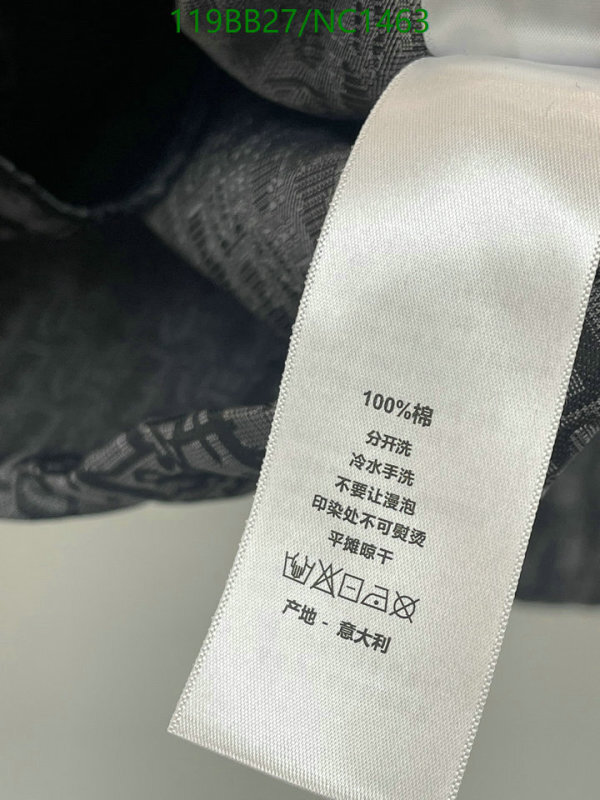 119BB27/NC1463
100%棉
分开洗
冷水手洗
不要让漫泡
印染处不可熨烫
平摊晾干
产地 - 意大利